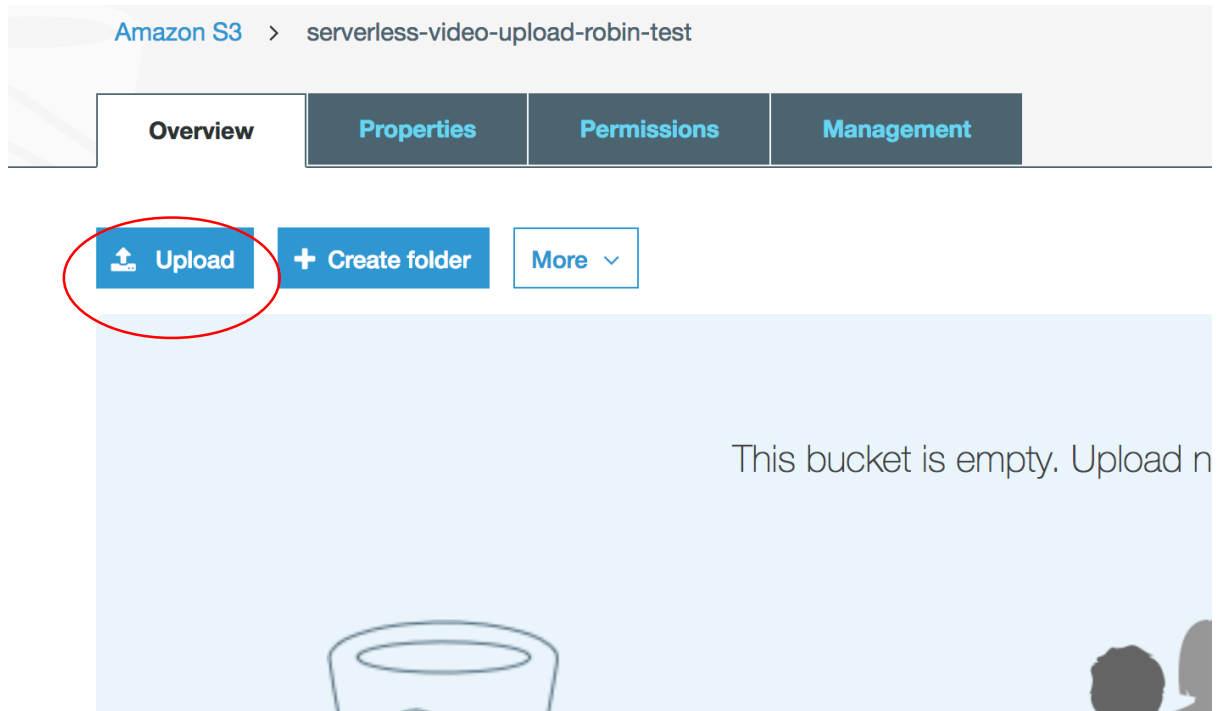 Amazon S3 > serverless-video-upload-robin-test
Overview Properties Permissions Management
Upload + Create folder More
This bucket is empty. Upload n